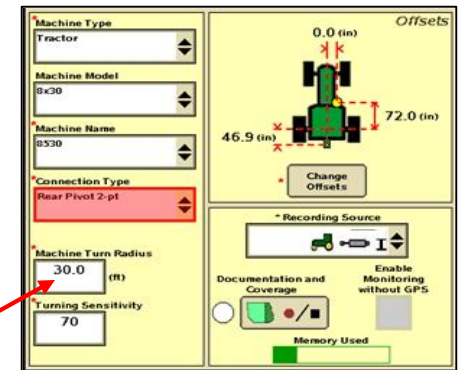 *Machine Type
Tractor
Machine Model
8x30
*Machine Name
8530
*Connection Type
Rear Pivot 2-pt
*Machine Turn Radius
30.0 (ft)
*Turning Sensitivity
70
Offsets
0.0 (in)
72.0 (in)
46.9 (in)
* Change
Offsets
* Recording Source
Documentation and
Coverage
Enable
Monitoring
without GPS
Memory Used